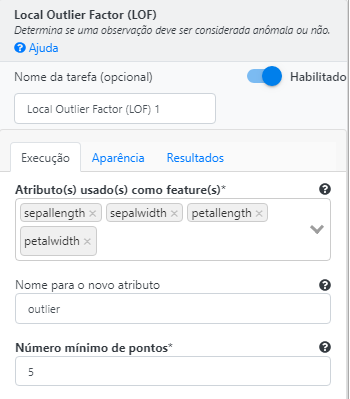 Local Outlier Factor (LOF)
Determina se uma observação deve ser considerada anômala ou não.
Ajuda
Nome da tarefa (opcional)
Habilitado
Local Outlier Factor (LOF) 1
Execução Aparência Resultados
Atributo(s) usado(s) como feature(s)*
sepallength × sepalwidth × petallength ×
petalwidth ×
Nome para o novo atributo
outlier
Número mínimo de pontos*
5